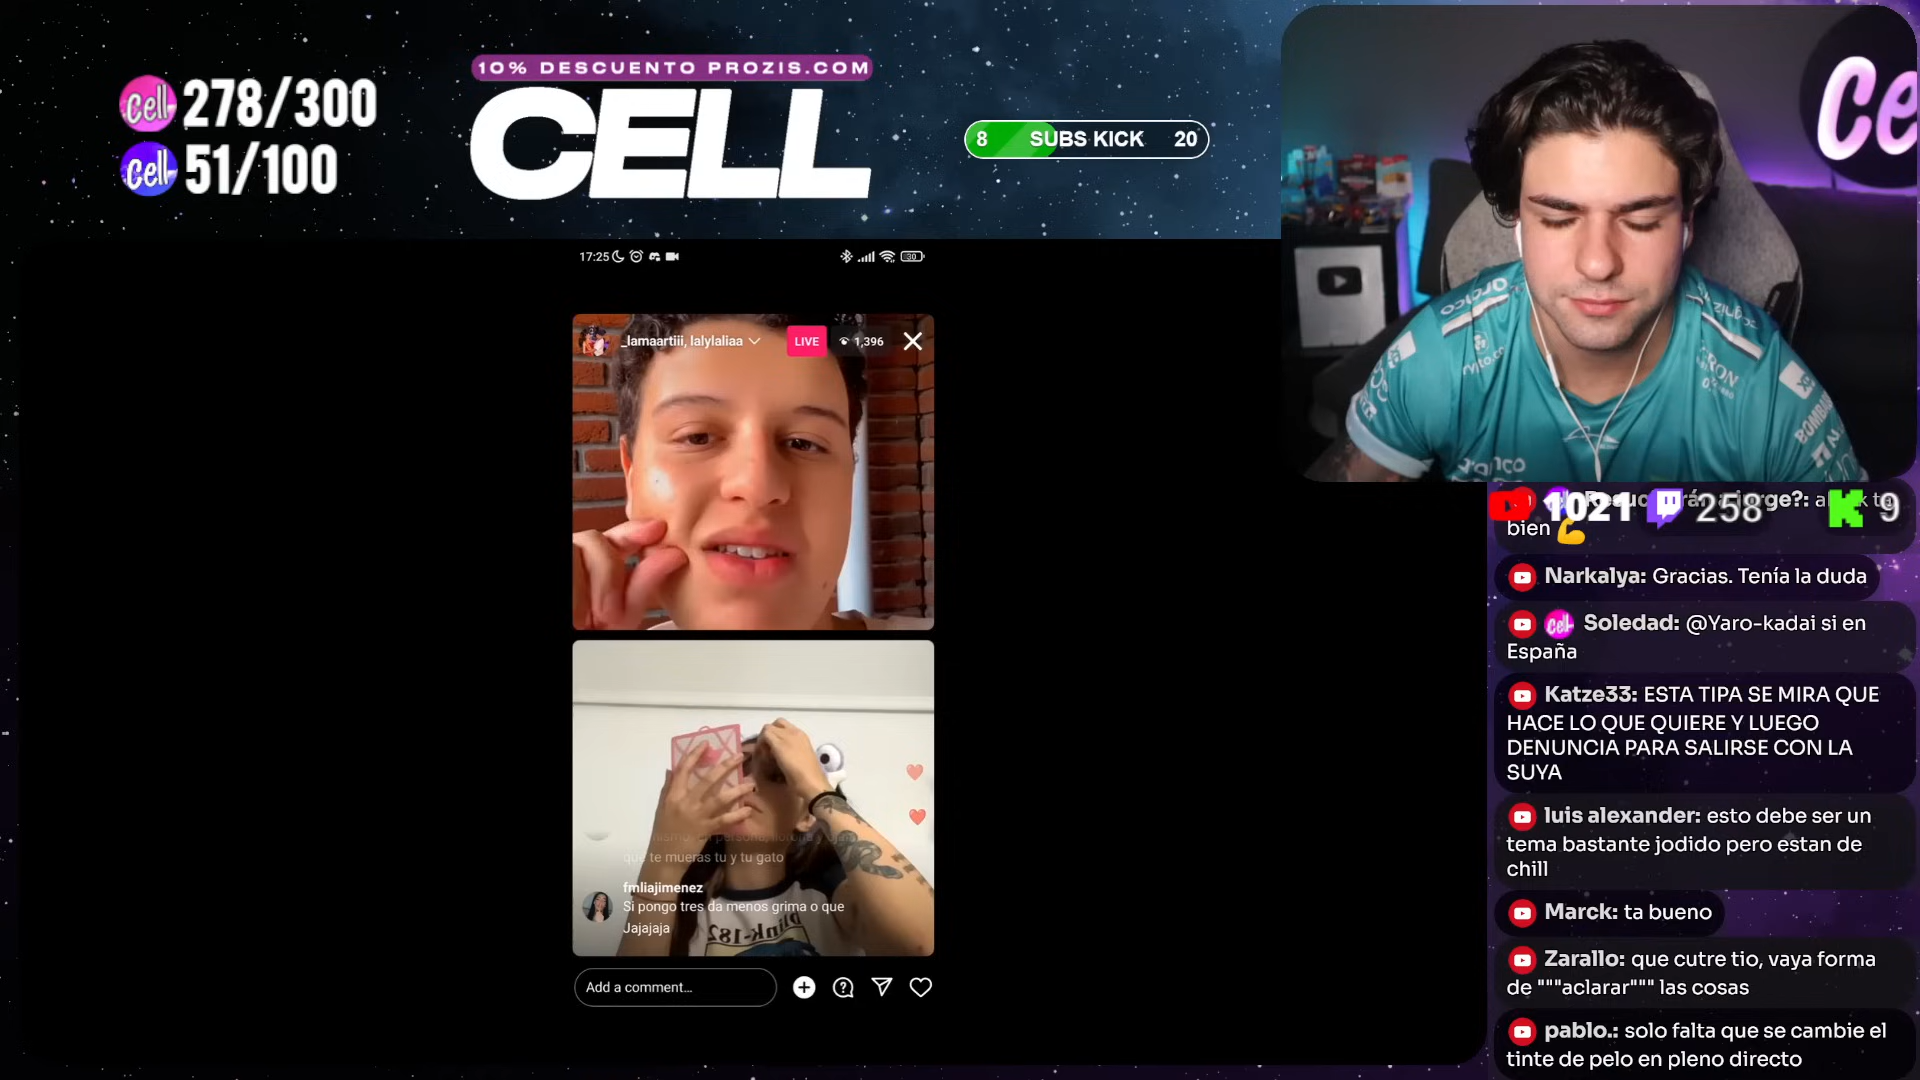 278/300
51/100
Cell
Cell
10% DESCUENTO PROZIS.COM
CELL
8 SUBS KICK 20
Ce
17:25
30
_lamaartiii, lalylaliaa
LIVE
1,396
que te mueras tu y tu gato
fmliajimenez
Si pongo tres da menos grima o que
Jajajaja
Add a comment...
1021 258 9
bien
Narkalya: Gracias. Tenía la duda
Cell
Soledad: @Yaro-kadai si en
España
Katze33: ESTA TIPA SE MIRA QUE
HACE LO QUE QUIERE Y LUEGO
DENUNCIA PARA SALIRSE CON LA
SUYA
luis alexander: esto debe ser un
tema bastante jodido pero estan de
chill
Marck: ta bueno
Zarallo: que cutre tio, vaya forma
de """aclarar""" las cosas
pablo.: solo falta que se cambie el
tinte de pelo en pleno directo